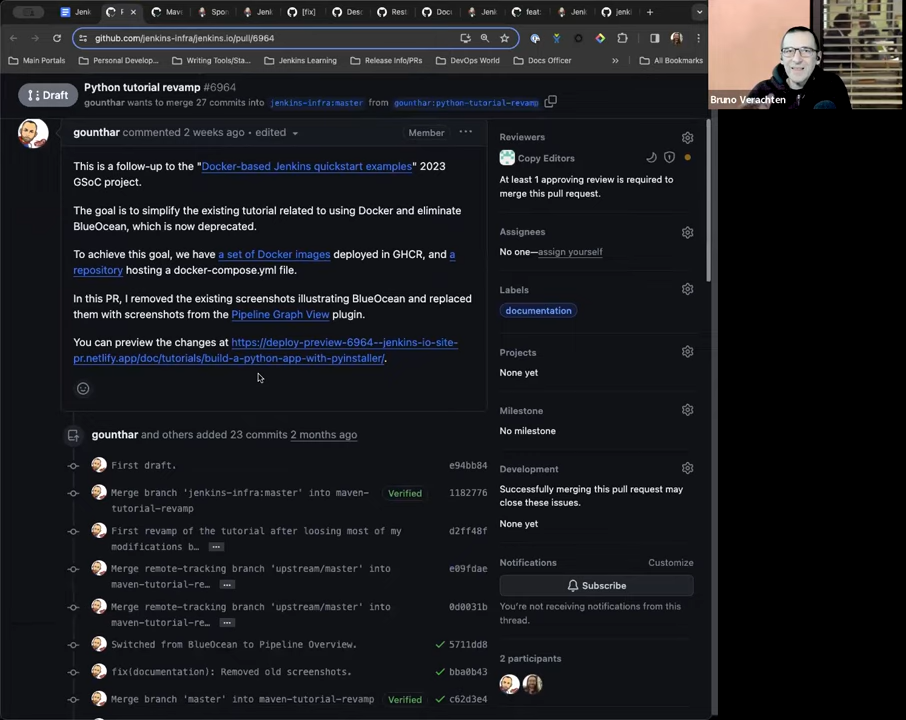 Jenk
P
Mav
Spo
Jenk
[fix]
Desc
Rest
Docu
Jenk
feat:
Jenk
jenki
github.com/jenkins-infra/jenkins.io/pull/6964
Main Portals
Personal Develop...
Writing Tools/Sta...
Jenkins Learning
Release Info/PRs
DevOps World
Docs Officer
»
All Bookmarks
Bruno Verachten
Draft
Python tutorial revamp #6964
gounthar wants to merge 27 commits into jenkins-infra:master from gounthar:python-tutorial-revamp
gounthar commented 2 weeks ago • edited
Member
This is a follow-up to the "Docker-based Jenkins quickstart examples" 2023
GSoC project.
The goal is to simplify the existing tutorial related to using Docker and eliminate
BlueOcean, which is now deprecated.
To achieve this goal, we have a set of Docker images deployed in GHCR, and a
repository hosting a docker-compose.yml file.
In this PR, I removed the existing screenshots illustrating BlueOcean and replaced
them with screenshots from the Pipeline Graph View plugin.
You can preview the changes at https://deploy-preview-6964--jenkins-io-site-
pr.netlify.app/doc/tutorials/build-a-python-app-with-pyinstaller/.
gounthar and others added 23 commits 2 months ago
First draft.
e94bb84
Merge branch 'jenkins-infra:master' into maven-
tutorial-revamp
Verified
1182776
First revamp of the tutorial after loosing most of my
modifications b…
d2ff48f
Merge remote-tracking branch 'upstream/master' into
maven-tutorial-re…
e09fdae
Merge remote-tracking branch 'upstream/master' into
maven-tutorial-re…
0d0031b
Switched from BlueOcean to Pipeline Overview.
5711dd8
fix(documentation): Removed old screenshots.
bba0b43
Merge branch 'master' into maven-tutorial-revamp
Verified
c62d3e4
Reviewers
Copy Editors
At least 1 approving review is required to
merge this pull request.
Assignees
No one—assign yourself
Labels
documentation
Projects
None yet
Milestone
No milestone
Development
Successfully merging this pull request may
close these issues.
None yet
Notifications
Customize
Subscribe
You're not receiving notifications from this
thread.
2 participants